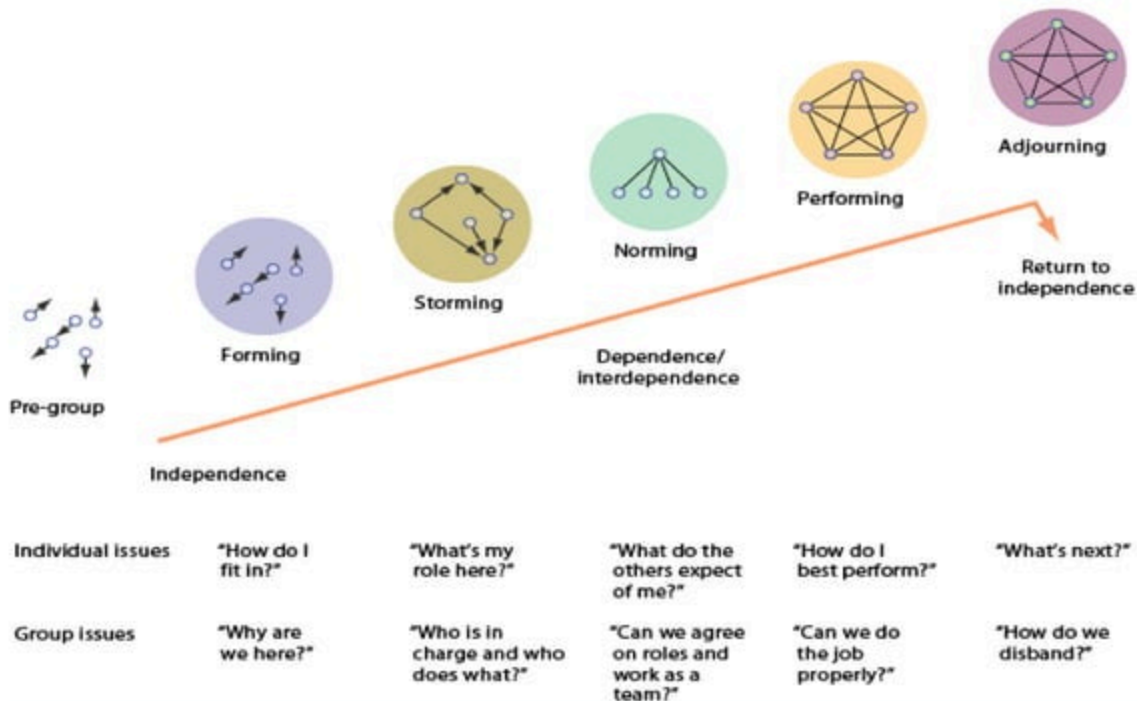 Adjourning
Performing
Norming
Storming
Forming
Pre-group
Return to
independence
Dependence/
interdependence
Independence
Individual issues
"How do I
fit in?"
"What's my
role here?"
"What do the
others expect
of me?"
"How do I
best perform?"
"What's next?"
Group issues
"Why are
we here?"
"Who is in
charge and who
does what?"
"Can we agree
on roles and
work as a
team?"
"Can we do
the job
properly?"
"How do we
disband?"